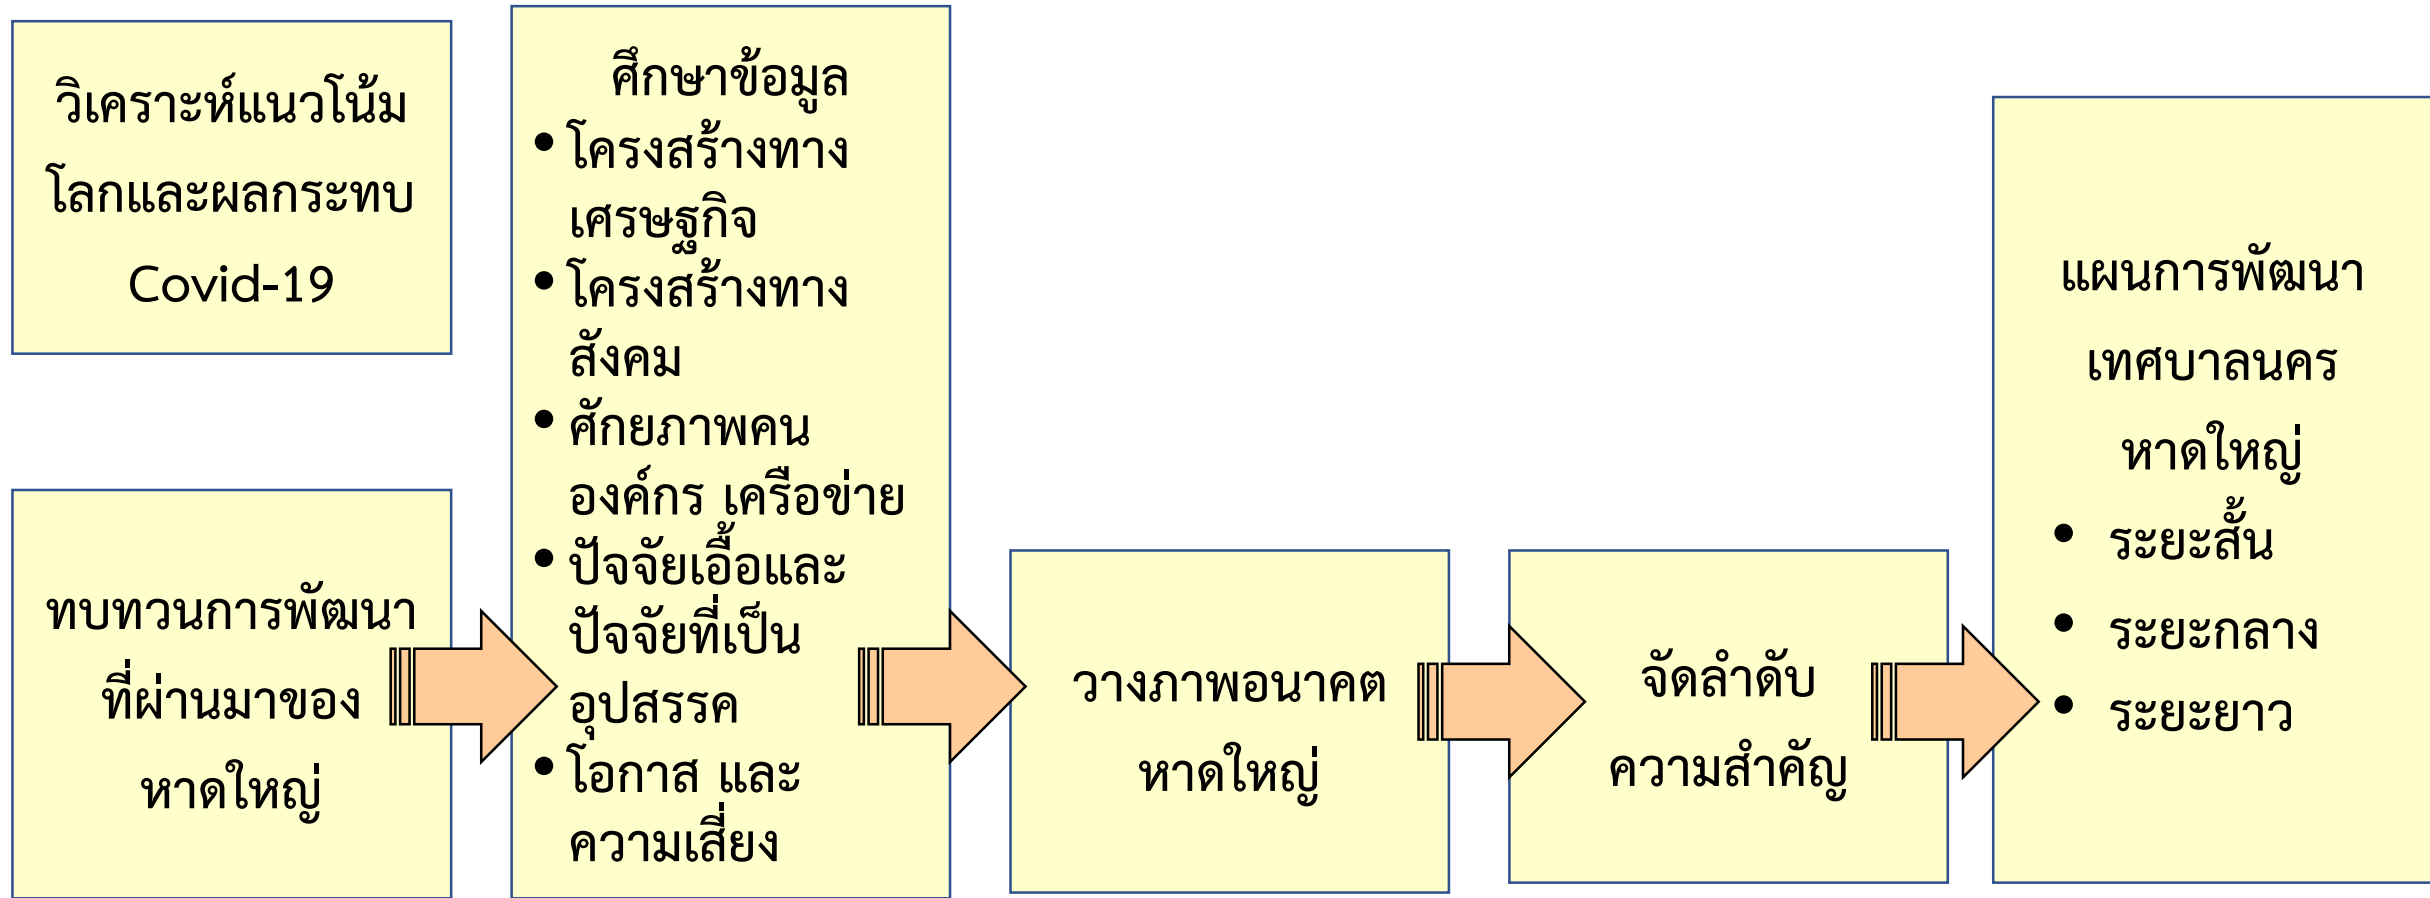 วิเคราะห์แนวโน้ม
โลกและผลกระทบ
Covid-19
ทบทวนการพัฒนา
ที่ผ่านมาของ
หาดใหญ่
ศึกษาข้อมูล
• โครงสร้างทาง
เศรษฐกิจ
• โครงสร้างทาง
สังคม
• ศักยภาพคน
องค์กร เครือข่าย
• ปัจจัยเอื้อและ
ปัจจัยที่เป็น
อุปสรรค
• โอกาส และ
ความเสี่ยง
วางภาพอนาคต
หาดใหญ่
จัดลำดับ
ความสำคัญ
แผนการพัฒนา
เทศบาลนคร
หาดใหญ่
• ระยะสั้น
• ระยะกลาง
• ระยะยาว